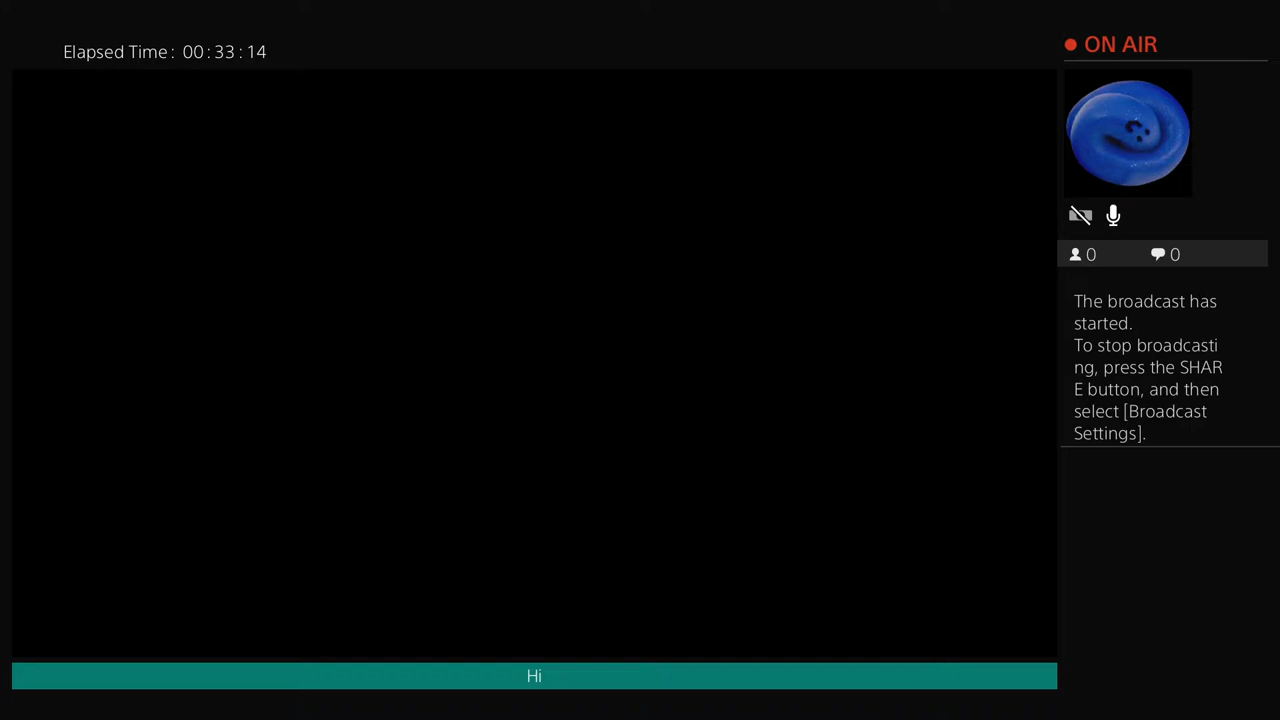 Elapsed Time: 00:33:14
ON AIR
0 0
The broadcast has
started.
To stop broadcasti
ng, press the SHAR
E button, and then
select [Broadcast
Settings].
Hi